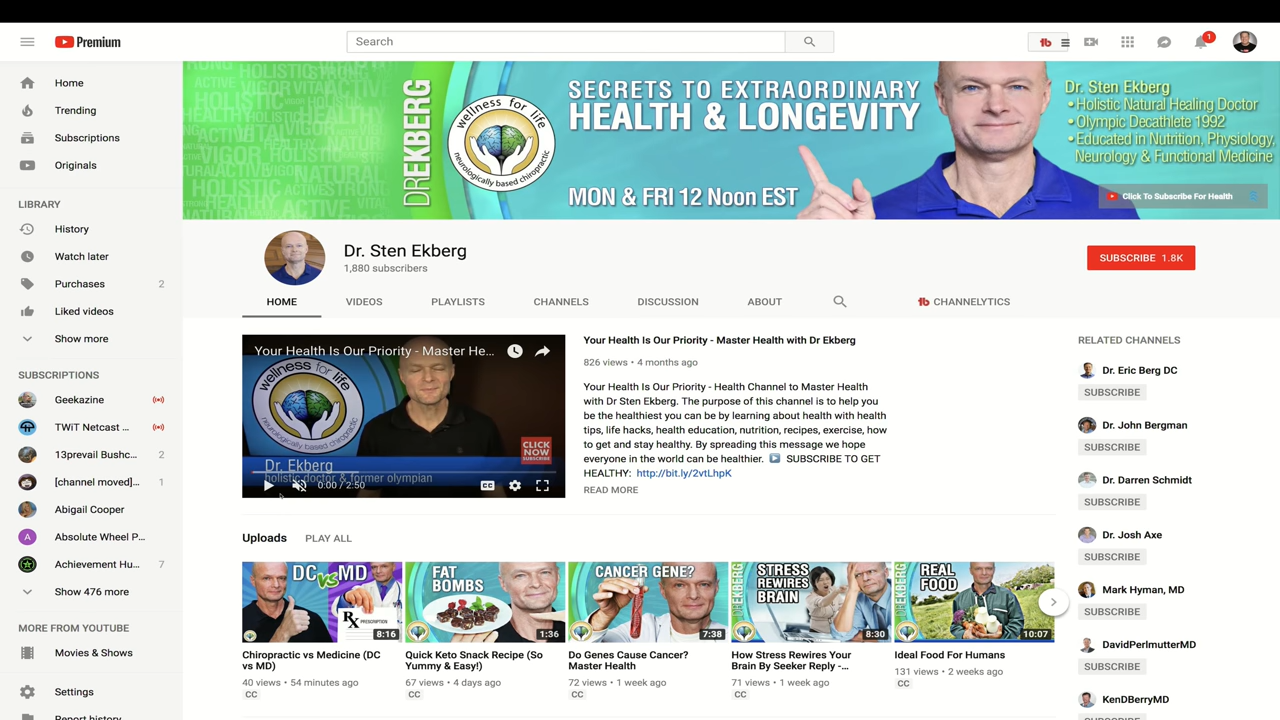 Premium
Search
1
Home
Trending
Subscriptions
Originals
LIBRARY
History
Watch later
Purchases 2
Liked videos
Show more
SUBSCRIPTIONS
Geekazine
TWiT Netcast ...
13prevail Bushc... 2
[channel moved]... 1
Abigail Cooper
A Absolute Wheel P...
Achievement Hu... 7
Show 476 more
MORE FROM YOUTUBE
Movies & Shows
Settings
Report history
DREKBERG
wellness for life
neurologically based chiropractic
SECRETS TO EXTRAORDINARY
HEALTH & LONGEVITY
MON & FRI 12 Noon EST
Dr. Sten Ekberg
• Holistic Natural Healing Doctor
• Olympic Decathlete 1992
• Educated in Nutrition, Physiology,
Neurology & Functional Medicine
Click To Subscribe For Health
Dr. Sten Ekberg
1,880 subscribers
SUBSCRIBE 1.8K
HOME
VIDEOS
PLAYLISTS
CHANNELS
DISCUSSION
ABOUT
tb CHANNELYTICS
Your Health Is Our Priority - Master He...
wellness for life
neurologically based chiropractic
CLICK
NOW
SUBSCRIBE
Dr. Ekberg
holistic doctor & former olympian
0:00 / 2:50
CC
Your Health Is Our Priority - Master Health with Dr Ekberg
826 views • 4 months ago
Your Health Is Our Priority - Health Channel to Master Health
with Dr Sten Ekberg. The purpose of this channel is to help you
be the healthiest you can be by learning about health with health
tips, life hacks, health education, nutrition, recipes, exercise, how
to get and stay healthy. By spreading this message we hope
everyone in the world can be healthier. SUBSCRIBE TO GET
HEALTHY: http://bit.ly/2vtLhpK
READ MORE
Uploads PLAY ALL
DC vs MD
Rx PRESCRIPTION
8:16
Chiropractic vs Medicine (DC
vs MD)
40 views • 54 minutes ago
CC
FAT
BOMBS
1:36
Quick Keto Snack Recipe (So
Yummy & Easy!)
67 views • 4 days ago
CC
CANCER GENE?
7:38
Do Genes Cause Cancer?
Master Health
72 views • 1 week ago
CC
DREKBERG
STRESS
REWIRES
BRAIN
8:30
How Stress Rewires Your
Brain By Seeker Reply -...
71 views • 1 week ago
CC
DREKBERG
REAL
FOOD
10:07
Ideal Food For Humans
131 views • 2 weeks ago
CC
RELATED CHANNELS
Dr. Eric Berg DC
SUBSCRIBE
Dr. John Bergman
SUBSCRIBE
Dr. Darren Schmidt
SUBSCRIBE
Dr. Josh Axe
SUBSCRIBE
Mark Hyman, MD
SUBSCRIBE
DavidPerlmutterMD
SUBSCRIBE
KenDBerryMD